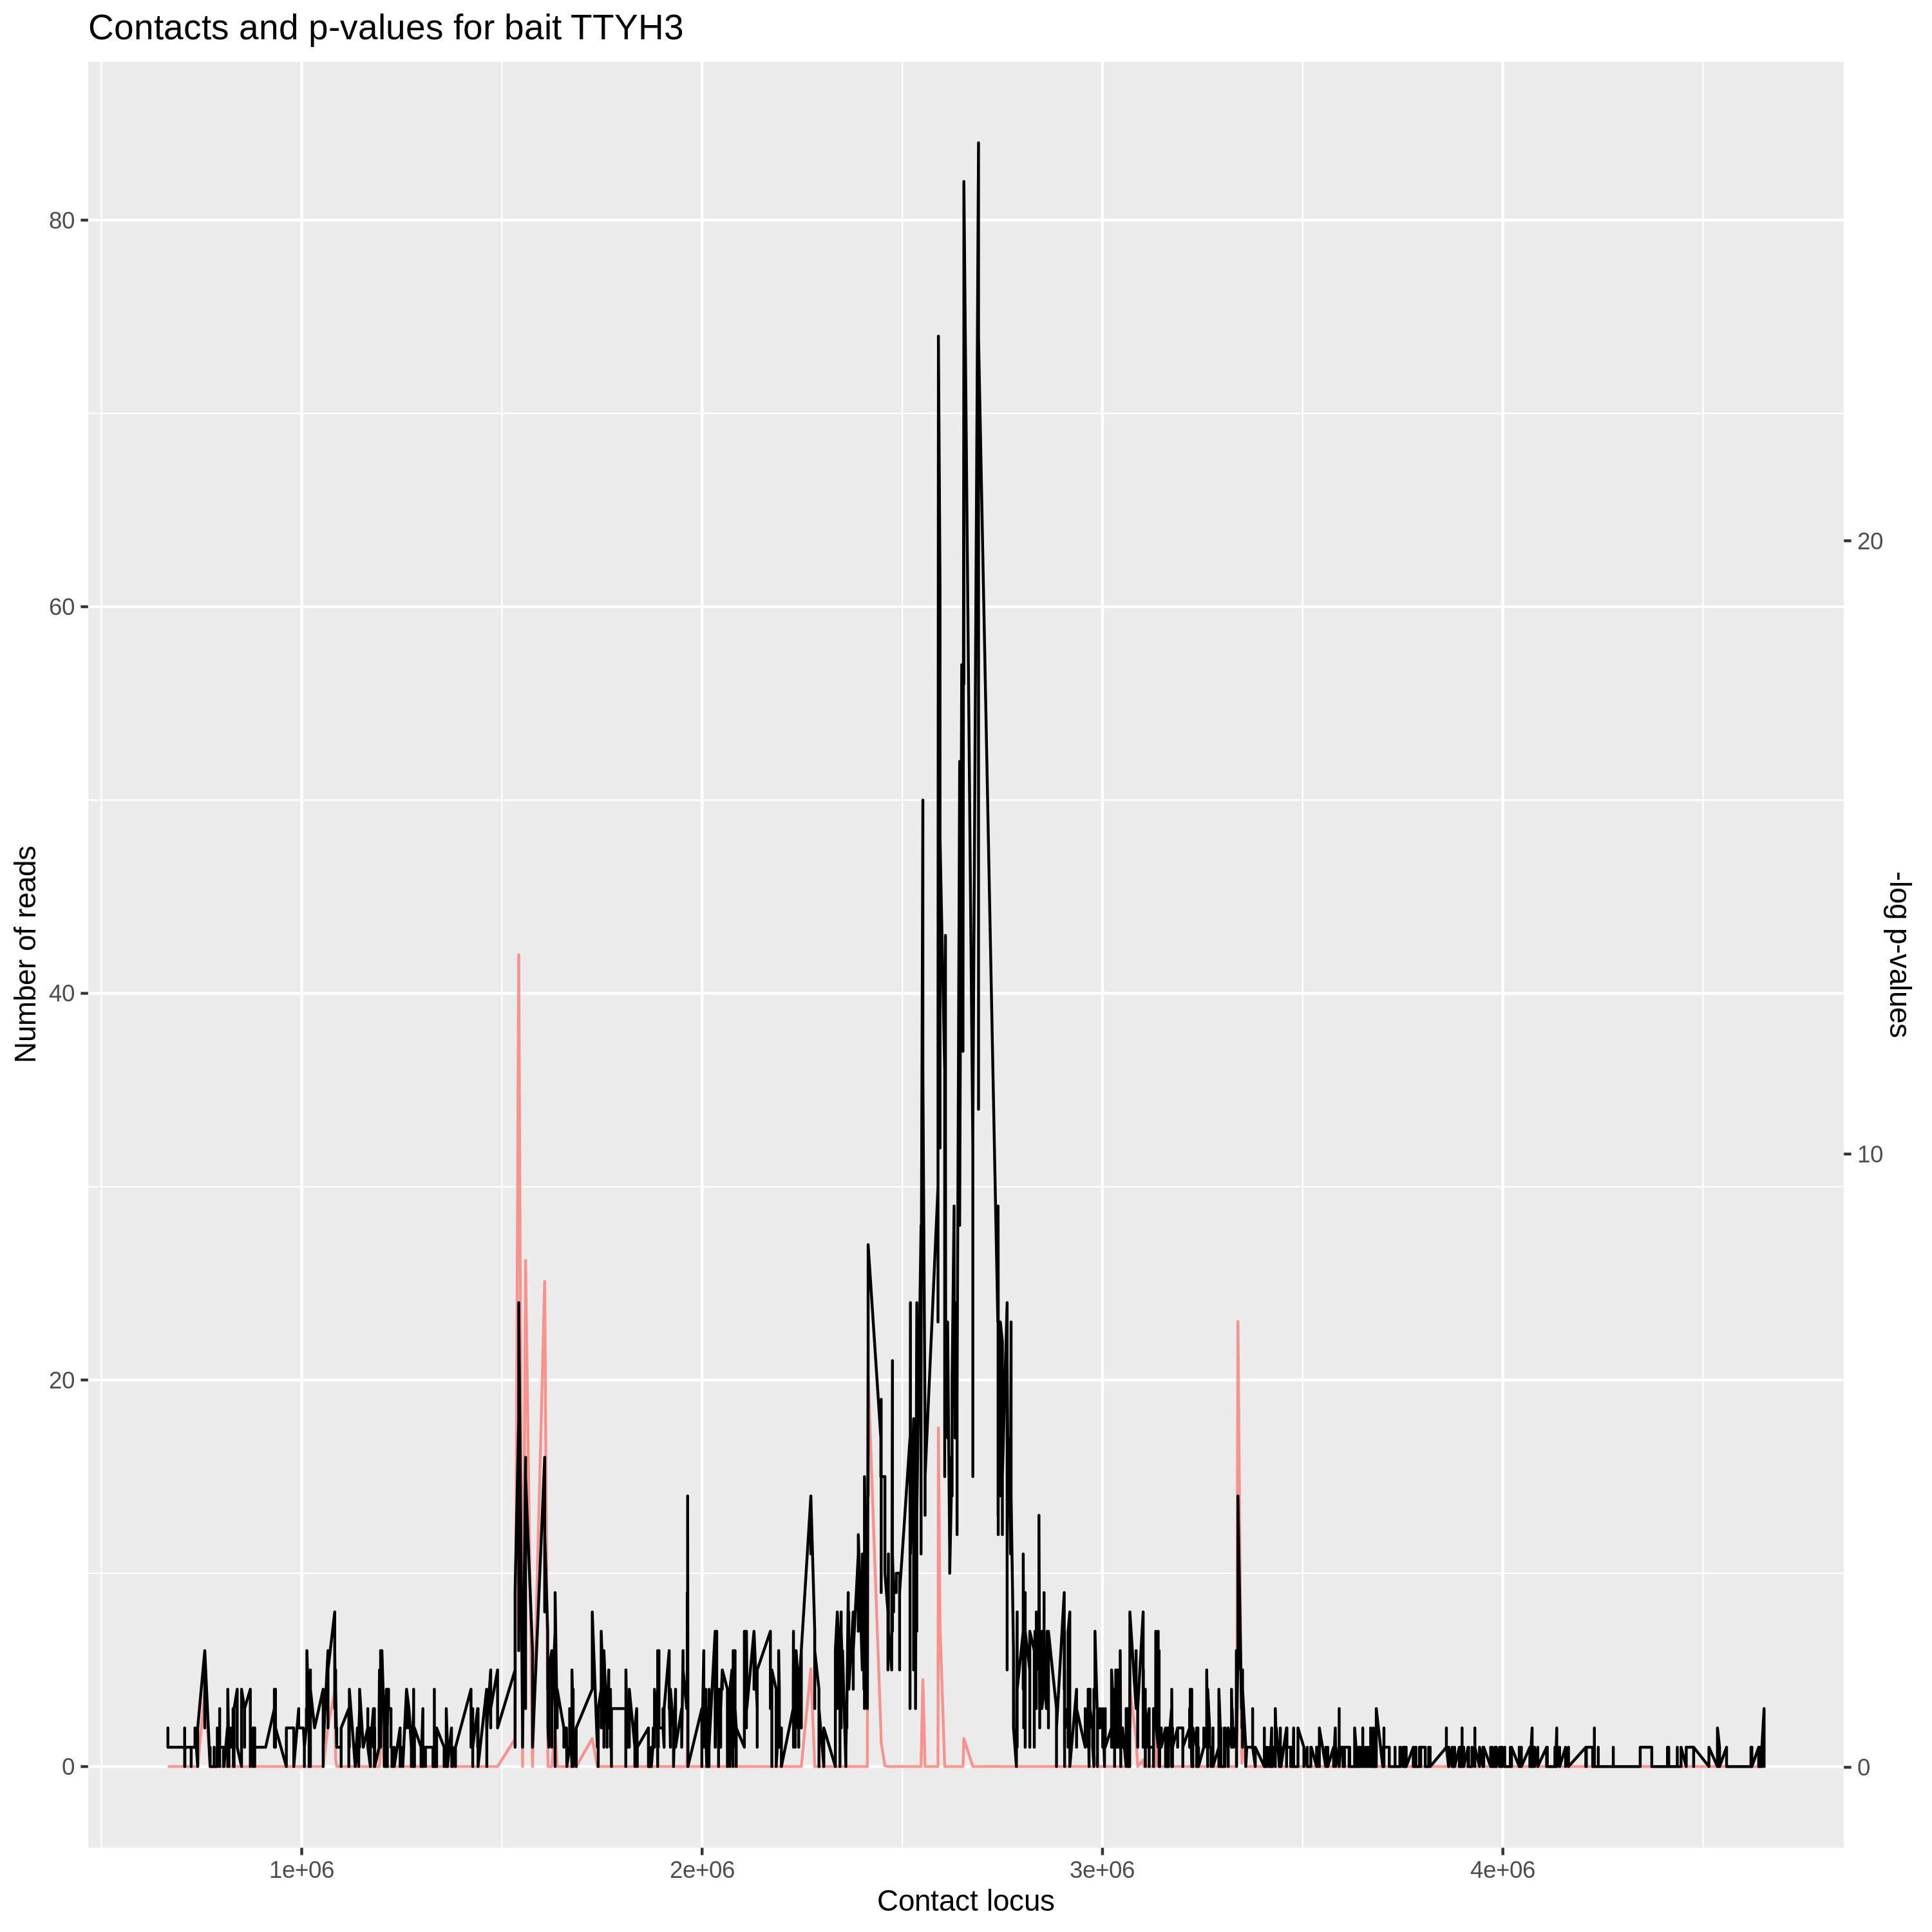 Contacts and p-values for bait TTYH3
80
60
40
20
0
Number of reads
20
10
0
-log p-values
1e+06
2e+06
3e+06
4e+06
Contact locus